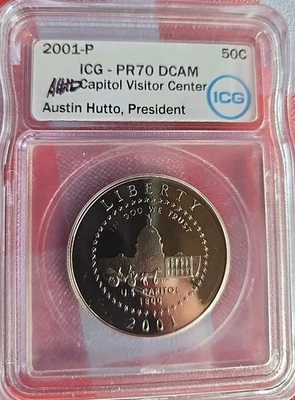 2001-P 50C
ICG - PR70 DCAM
Capitol Visitor Center
ICG
Austin Hutto, President
LIBERTY
IN GOD WE TRUST
U.S. CAPITOL
1800
2001